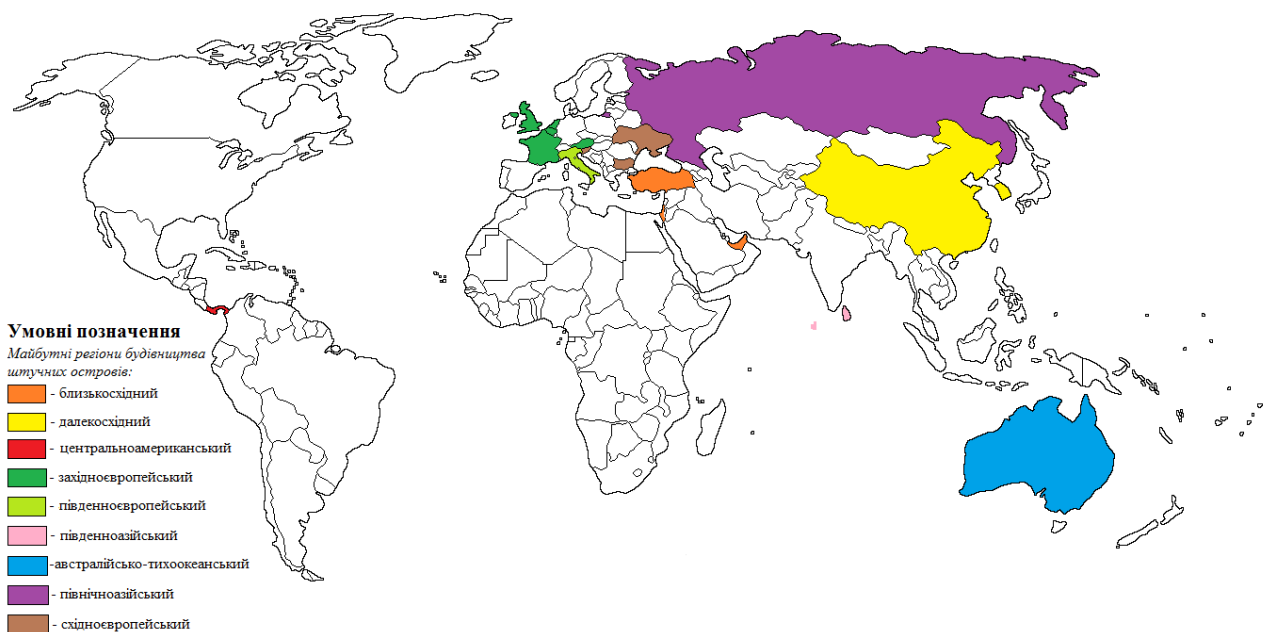 Умовні позначення
Майбутні регіони будівництва
штучних островів:
- близькосхідний
- далекосхідний
- центральноамериканський
- західноєвропейський
- південноєвропейський
- південноазійський
-австралійсько-тихоокеанський
- північноазійський
- східноєвропейський